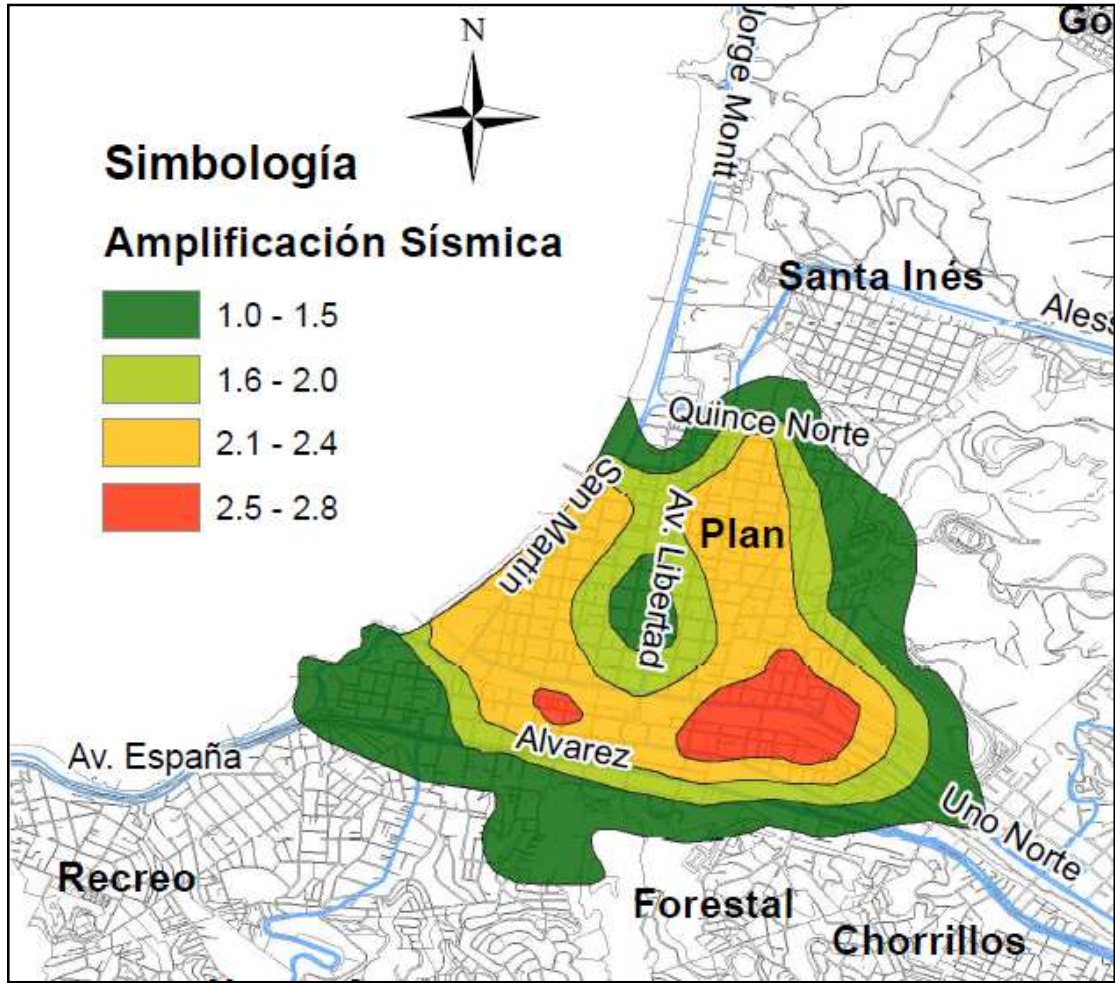 N
Simbología
Amplificación Sísmica
1.0 - 1.5
1.6 - 2.0
2.1 - 2.4
2.5 - 2.8
Jorge Montt
Santa Inés
Quince Norte
San Martín
Av. Libertad
Plan
Alvarez
Av. España
Uno Norte
Recreo
Forestal
Chorrillos